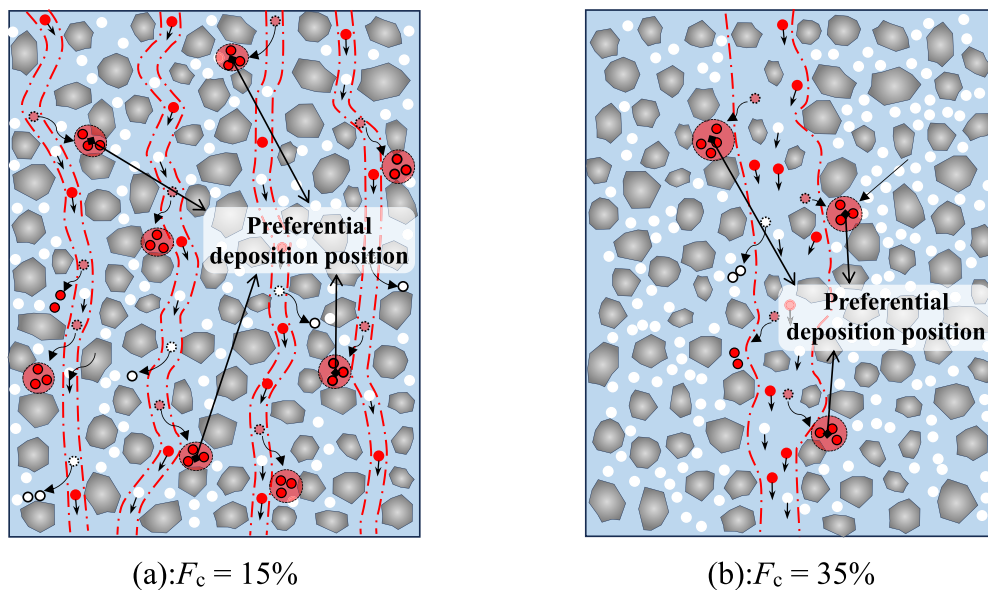 Preferential
deposition position
Preferential
deposition position
(a):Fc = 15%
(b):Fc = 35%